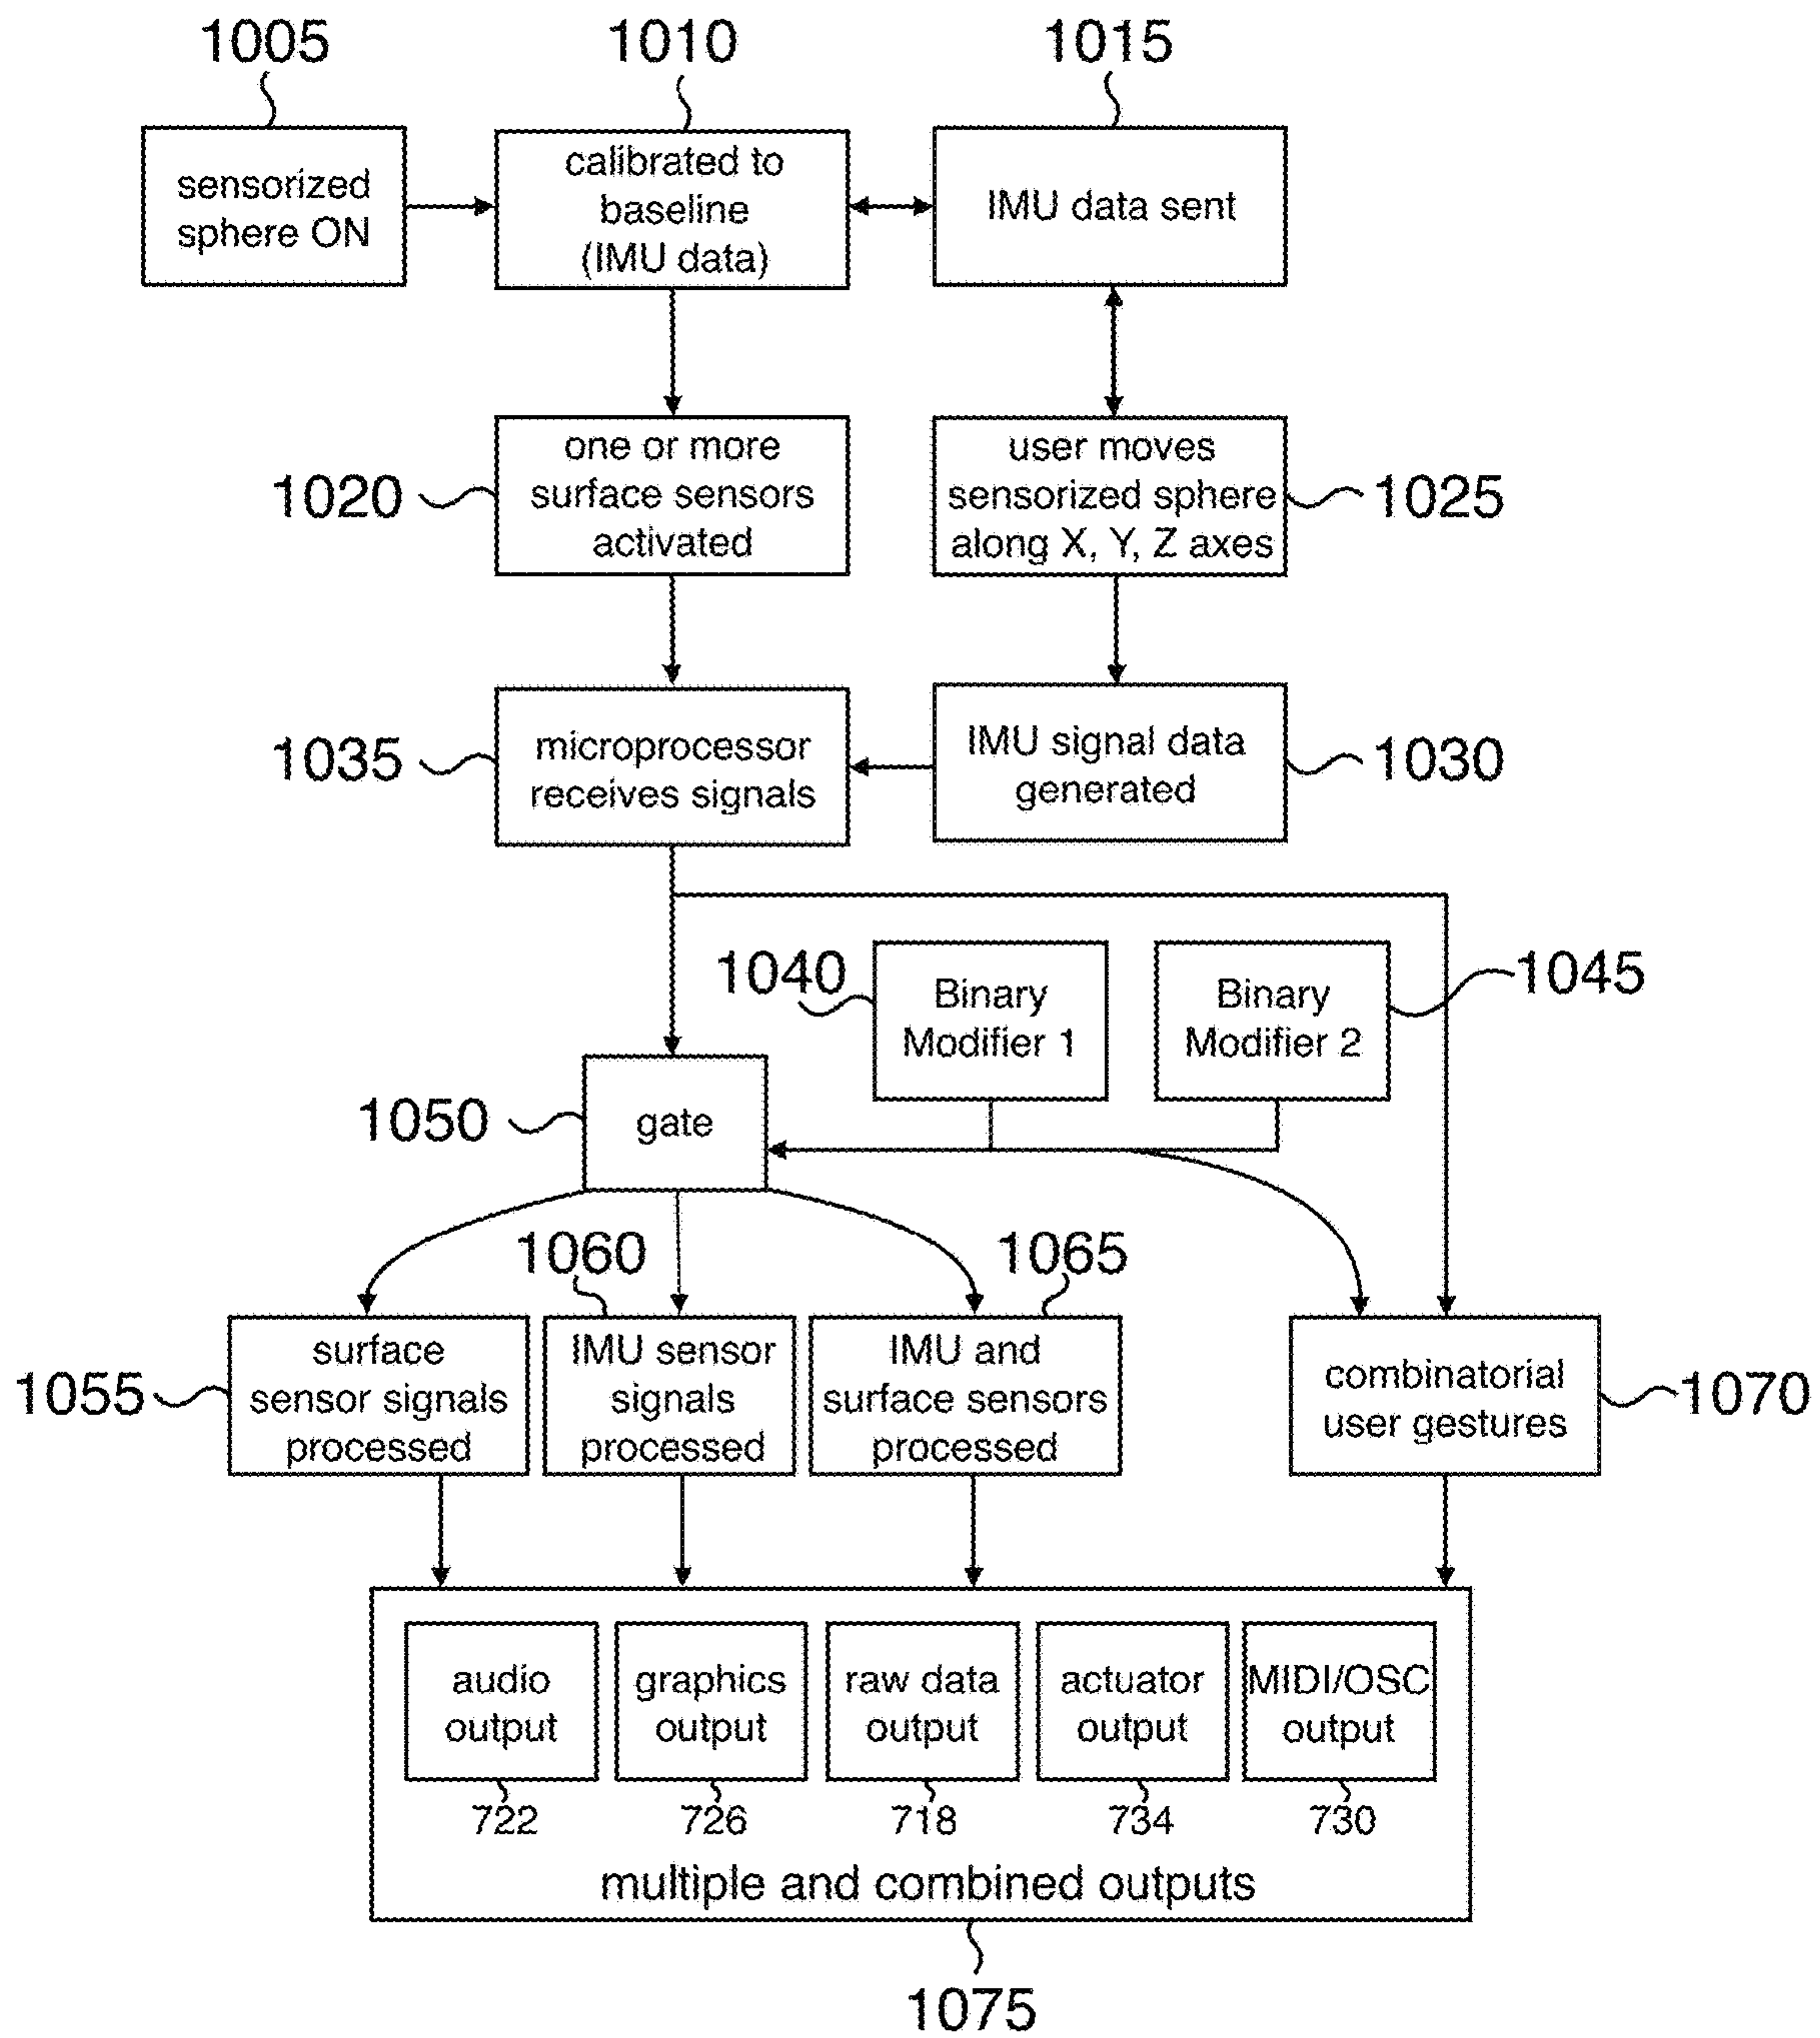 1005
1010
1015
sensorized
sphere ON
calibrated to
baseline
(IMU data)
IMU data sent
1020
one or more
surface sensors
activated
user moves
sensorized sphere
along X, Y, Z axes
1025
1035
microprocessor
receives signals
IMU signal data
generated
1030
1040
Binary
Modifier 1
Binary
Modifier 2
1045
1050
gate
1060
1065
1055
surface
sensor signals
processed
IMU sensor
signals
processed
IMU and
surface sensors
processed
combinatorial
user gestures
1070
audio
output
graphics
output
raw data
output
actuator
output
MIDI/OSC
output
722
726
718
734
730
multiple and combined outputs
1075